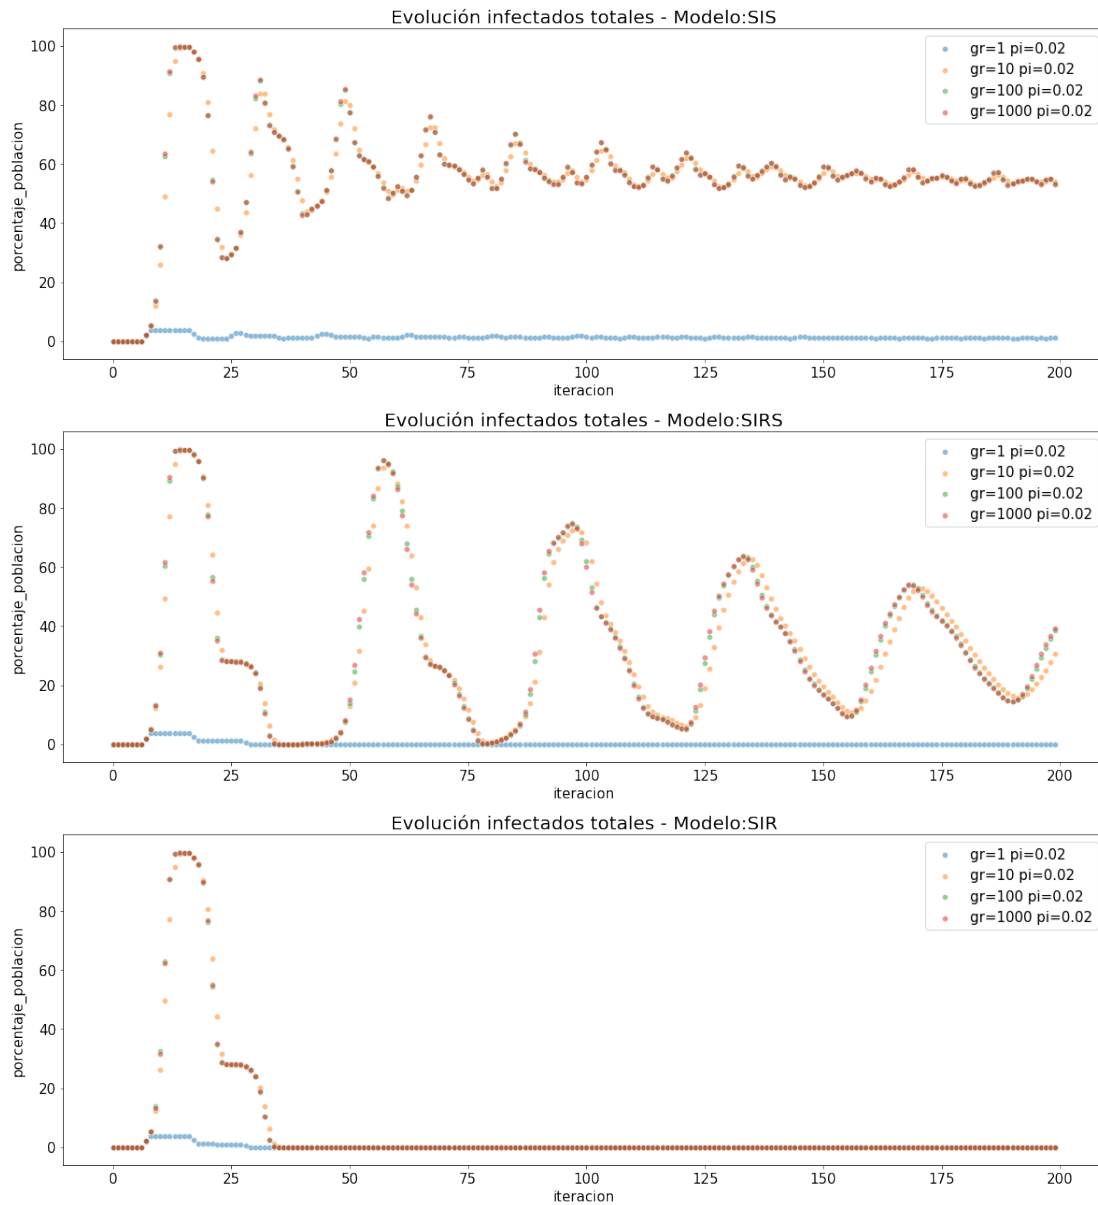 Evolución infectados totales - Modelo:SIS
porcentaje_poblacion
100
80
60
40
20
0
gr=1 pi=0.02
gr=10 pi=0.02
gr=100 pi=0.02
gr=1000 pi=0.02
0 25 50 75 100 125 150 175 200
iteracion
Evolución infectados totales - Modelo:SIRS
porcentaje_poblacion
100
80
60
40
20
0
gr=1 pi=0.02
gr=10 pi=0.02
gr=100 pi=0.02
gr=1000 pi=0.02
0 25 50 75 100 125 150 175 200
iteracion
Evolución infectados totales - Modelo:SIR
porcentaje_poblacion
100
80
60
40
20
0
gr=1 pi=0.02
gr=10 pi=0.02
gr=100 pi=0.02
gr=1000 pi=0.02
0 25 50 75 100 125 150 175 200
iteracion